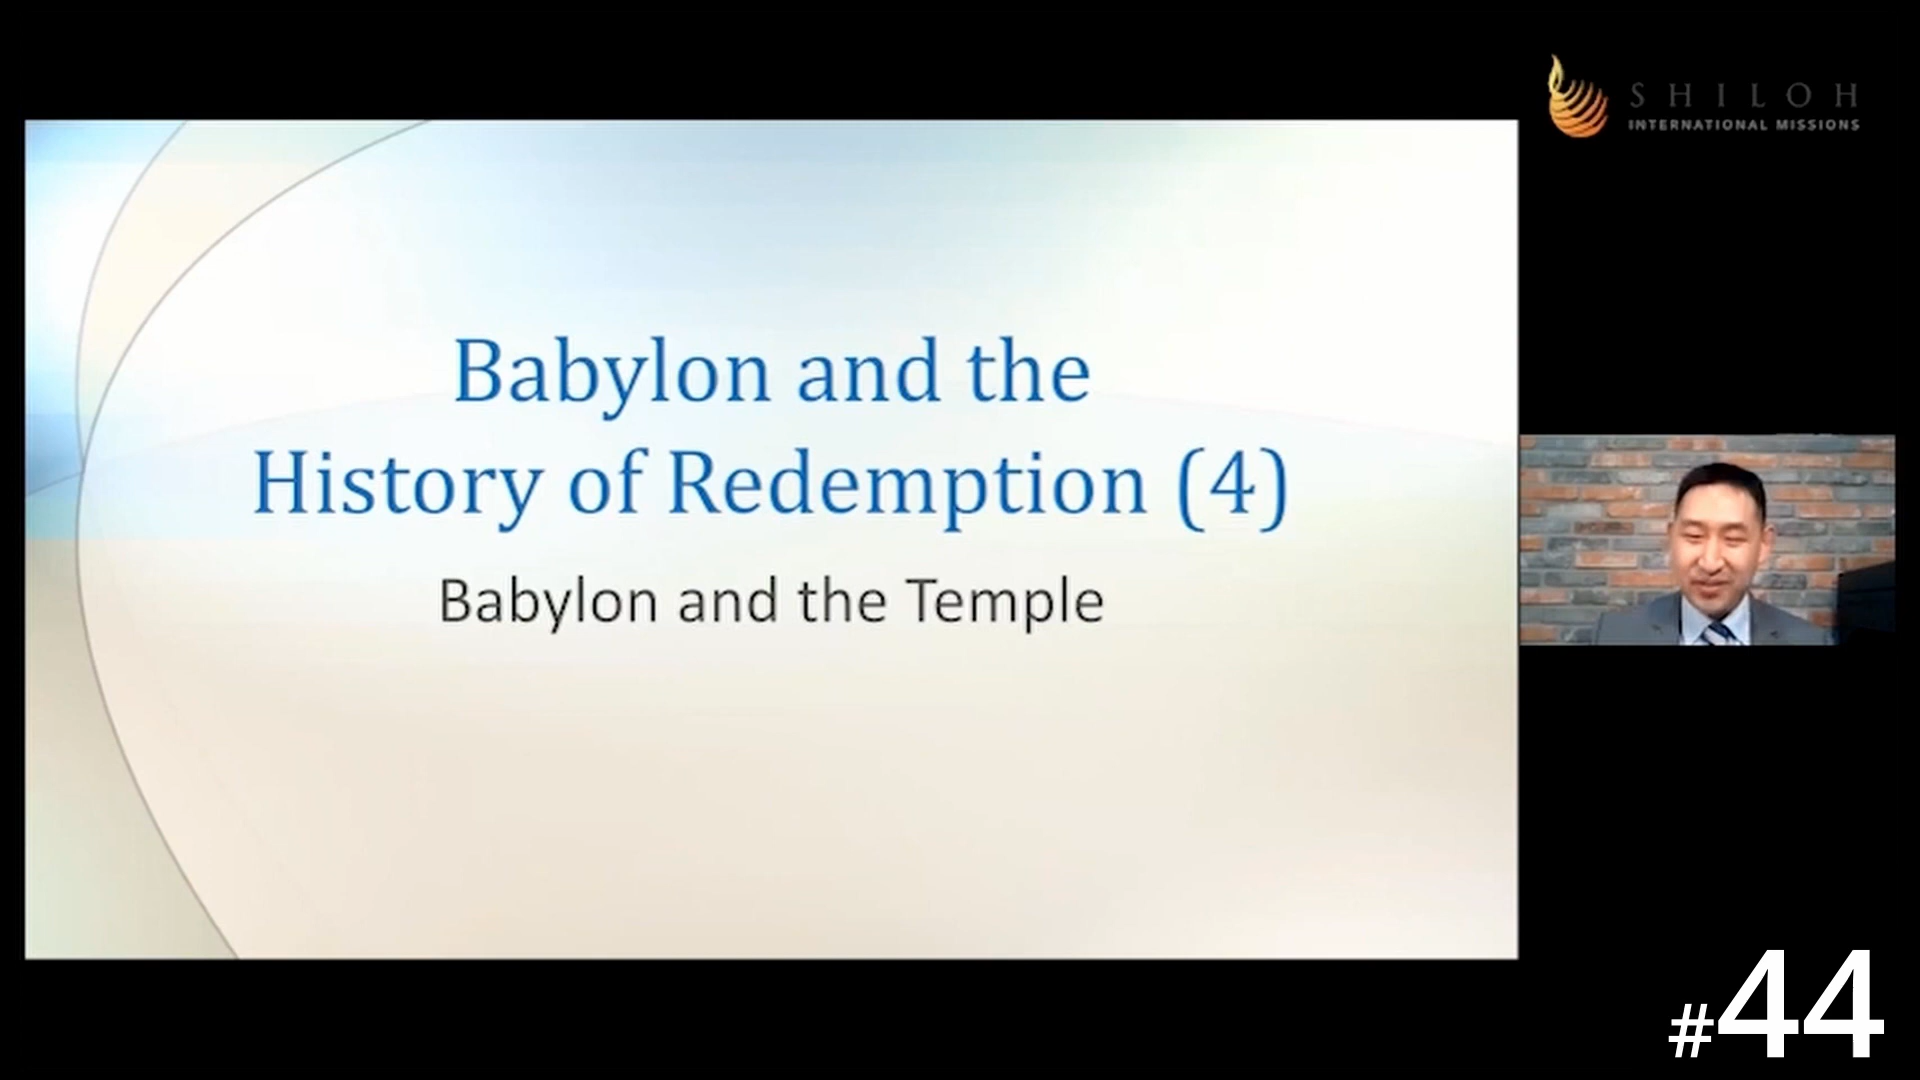 SHILOH
INTERNATIONAL MISSIONS
Babylon and the
History of Redemption (4)
Babylon and the Temple
#44